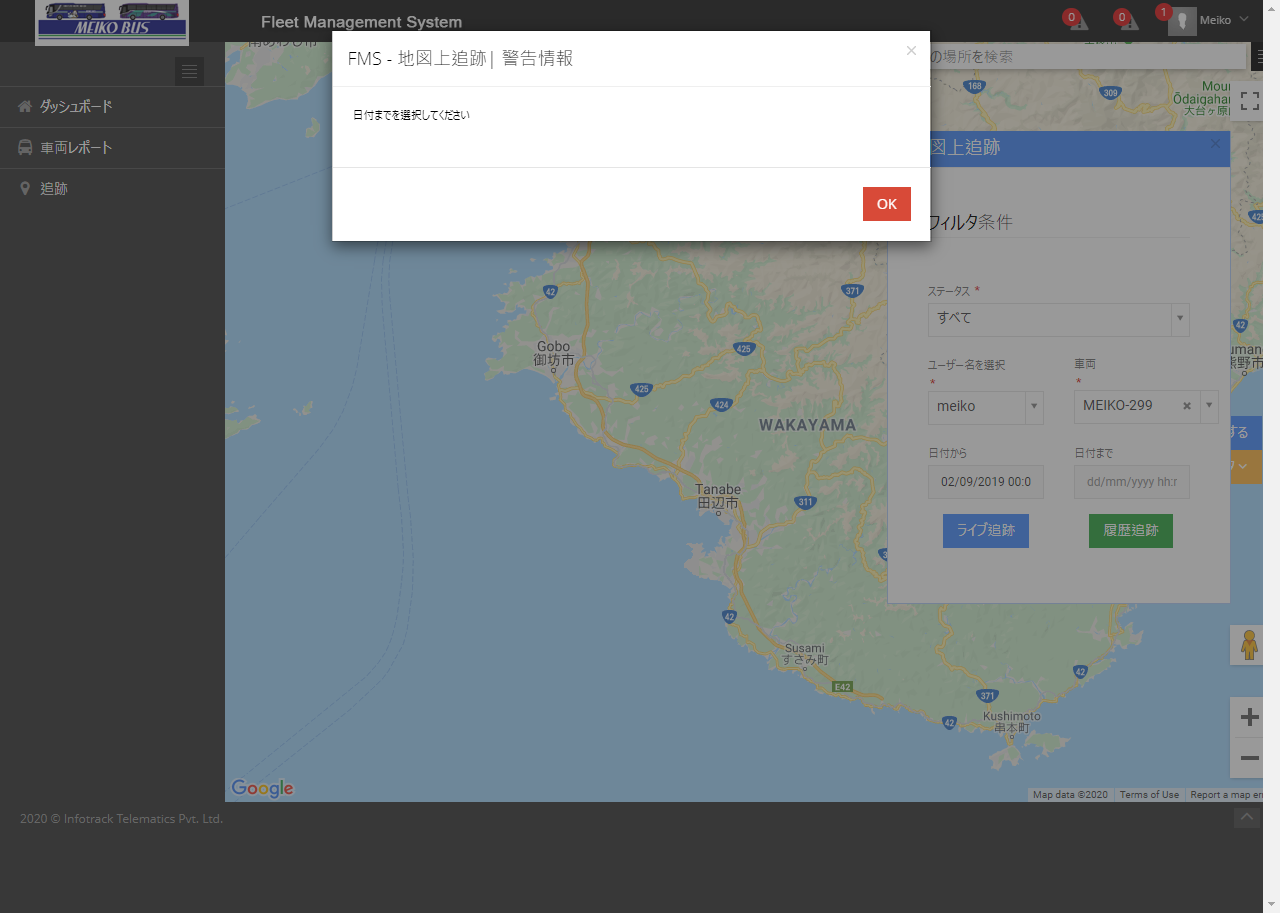 MEIKO BUS
Fleet Management System
0
0
1
Meiko
FMS - 地図上追跡| 警告情報
×
日付までを選択してください
OK
ダッシュボード
車両レポート
追跡
の場所を検索
図上追跡
フィルタ条件
ステータス *
すべて
ユーザー名を選択
*
車両
*
meiko
MEIKO-299
日付から
日付まで
02/09/2019 00:0
dd/mm/yyyy hh:r
ライブ追跡
履歴追跡
する
168
309
Ōdaigahar
大台ヶ原
42
371
Gobo
御坊市
425
425
424
WAKAYAMA
Tanabe
田辺市
311
42
熊野市
42
Susami
すさみ町
E42
371
42
42
Kushimoto
串本町
Google
Map data ©2020
Terms of Use
Report a map er
2020 © Infotrack Telematics Pvt. Ltd.